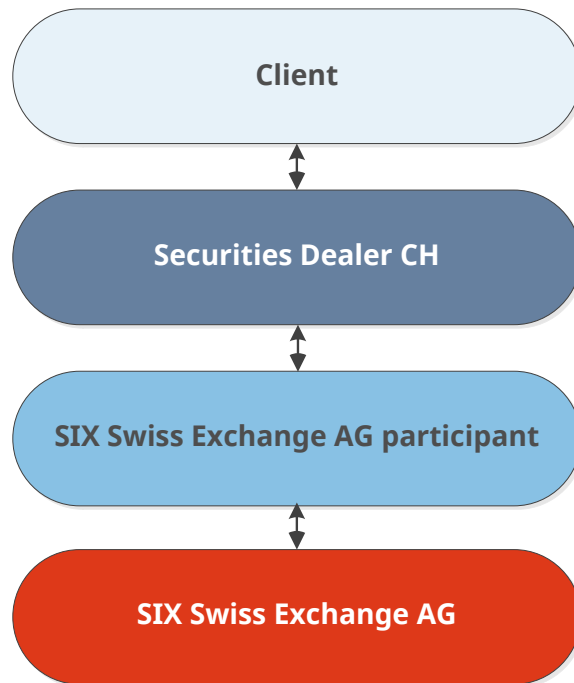 Client
Securities Dealer CH
SIX Swiss Exchange AG participant
SIX Swiss Exchange AG